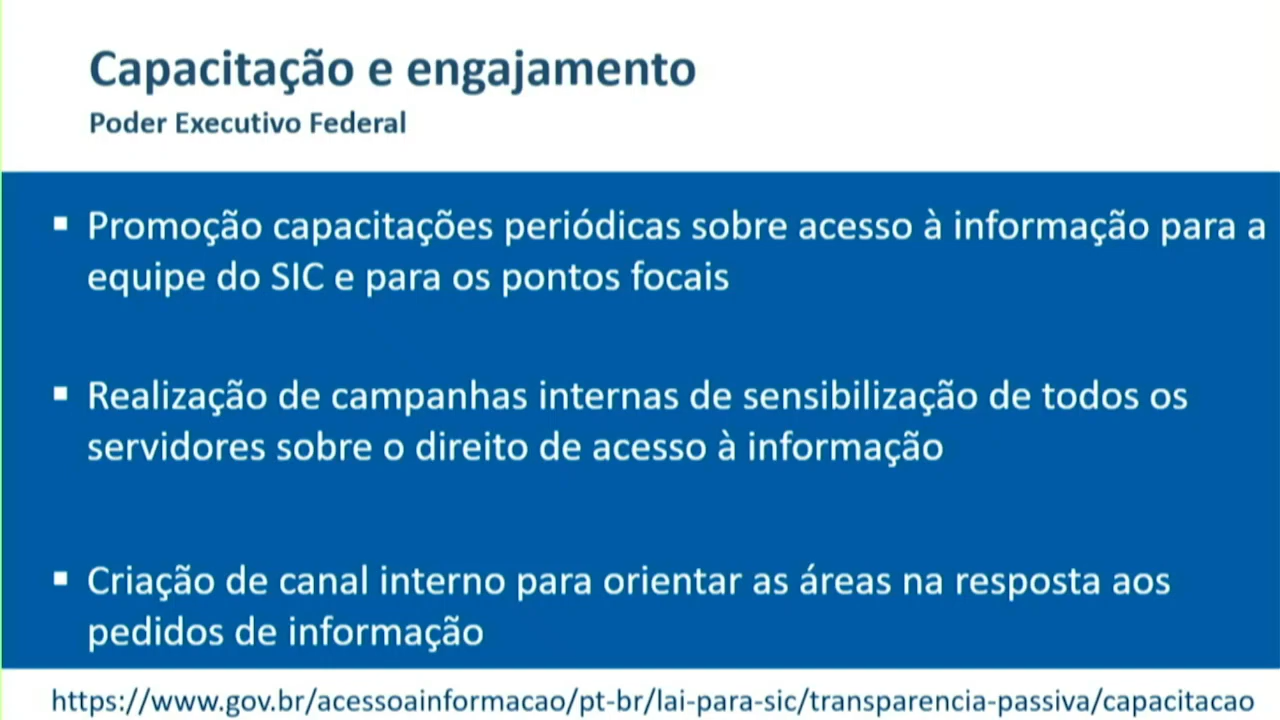 Capacitação e engajamento
Poder Executivo Federal
▪ Promoção capacitações periódicas sobre acesso à informação para a
equipe do SIC e para os pontos focais
▪ Realização de campanhas internas de sensibilização de todos os
servidores sobre o direito de acesso à informação
▪ Criação de canal interno para orientar as áreas na resposta aos
pedidos de informação
https://www.gov.br/acessoainformacao/pt-br/lai-para-sic/transparencia-passiva/capacitacao